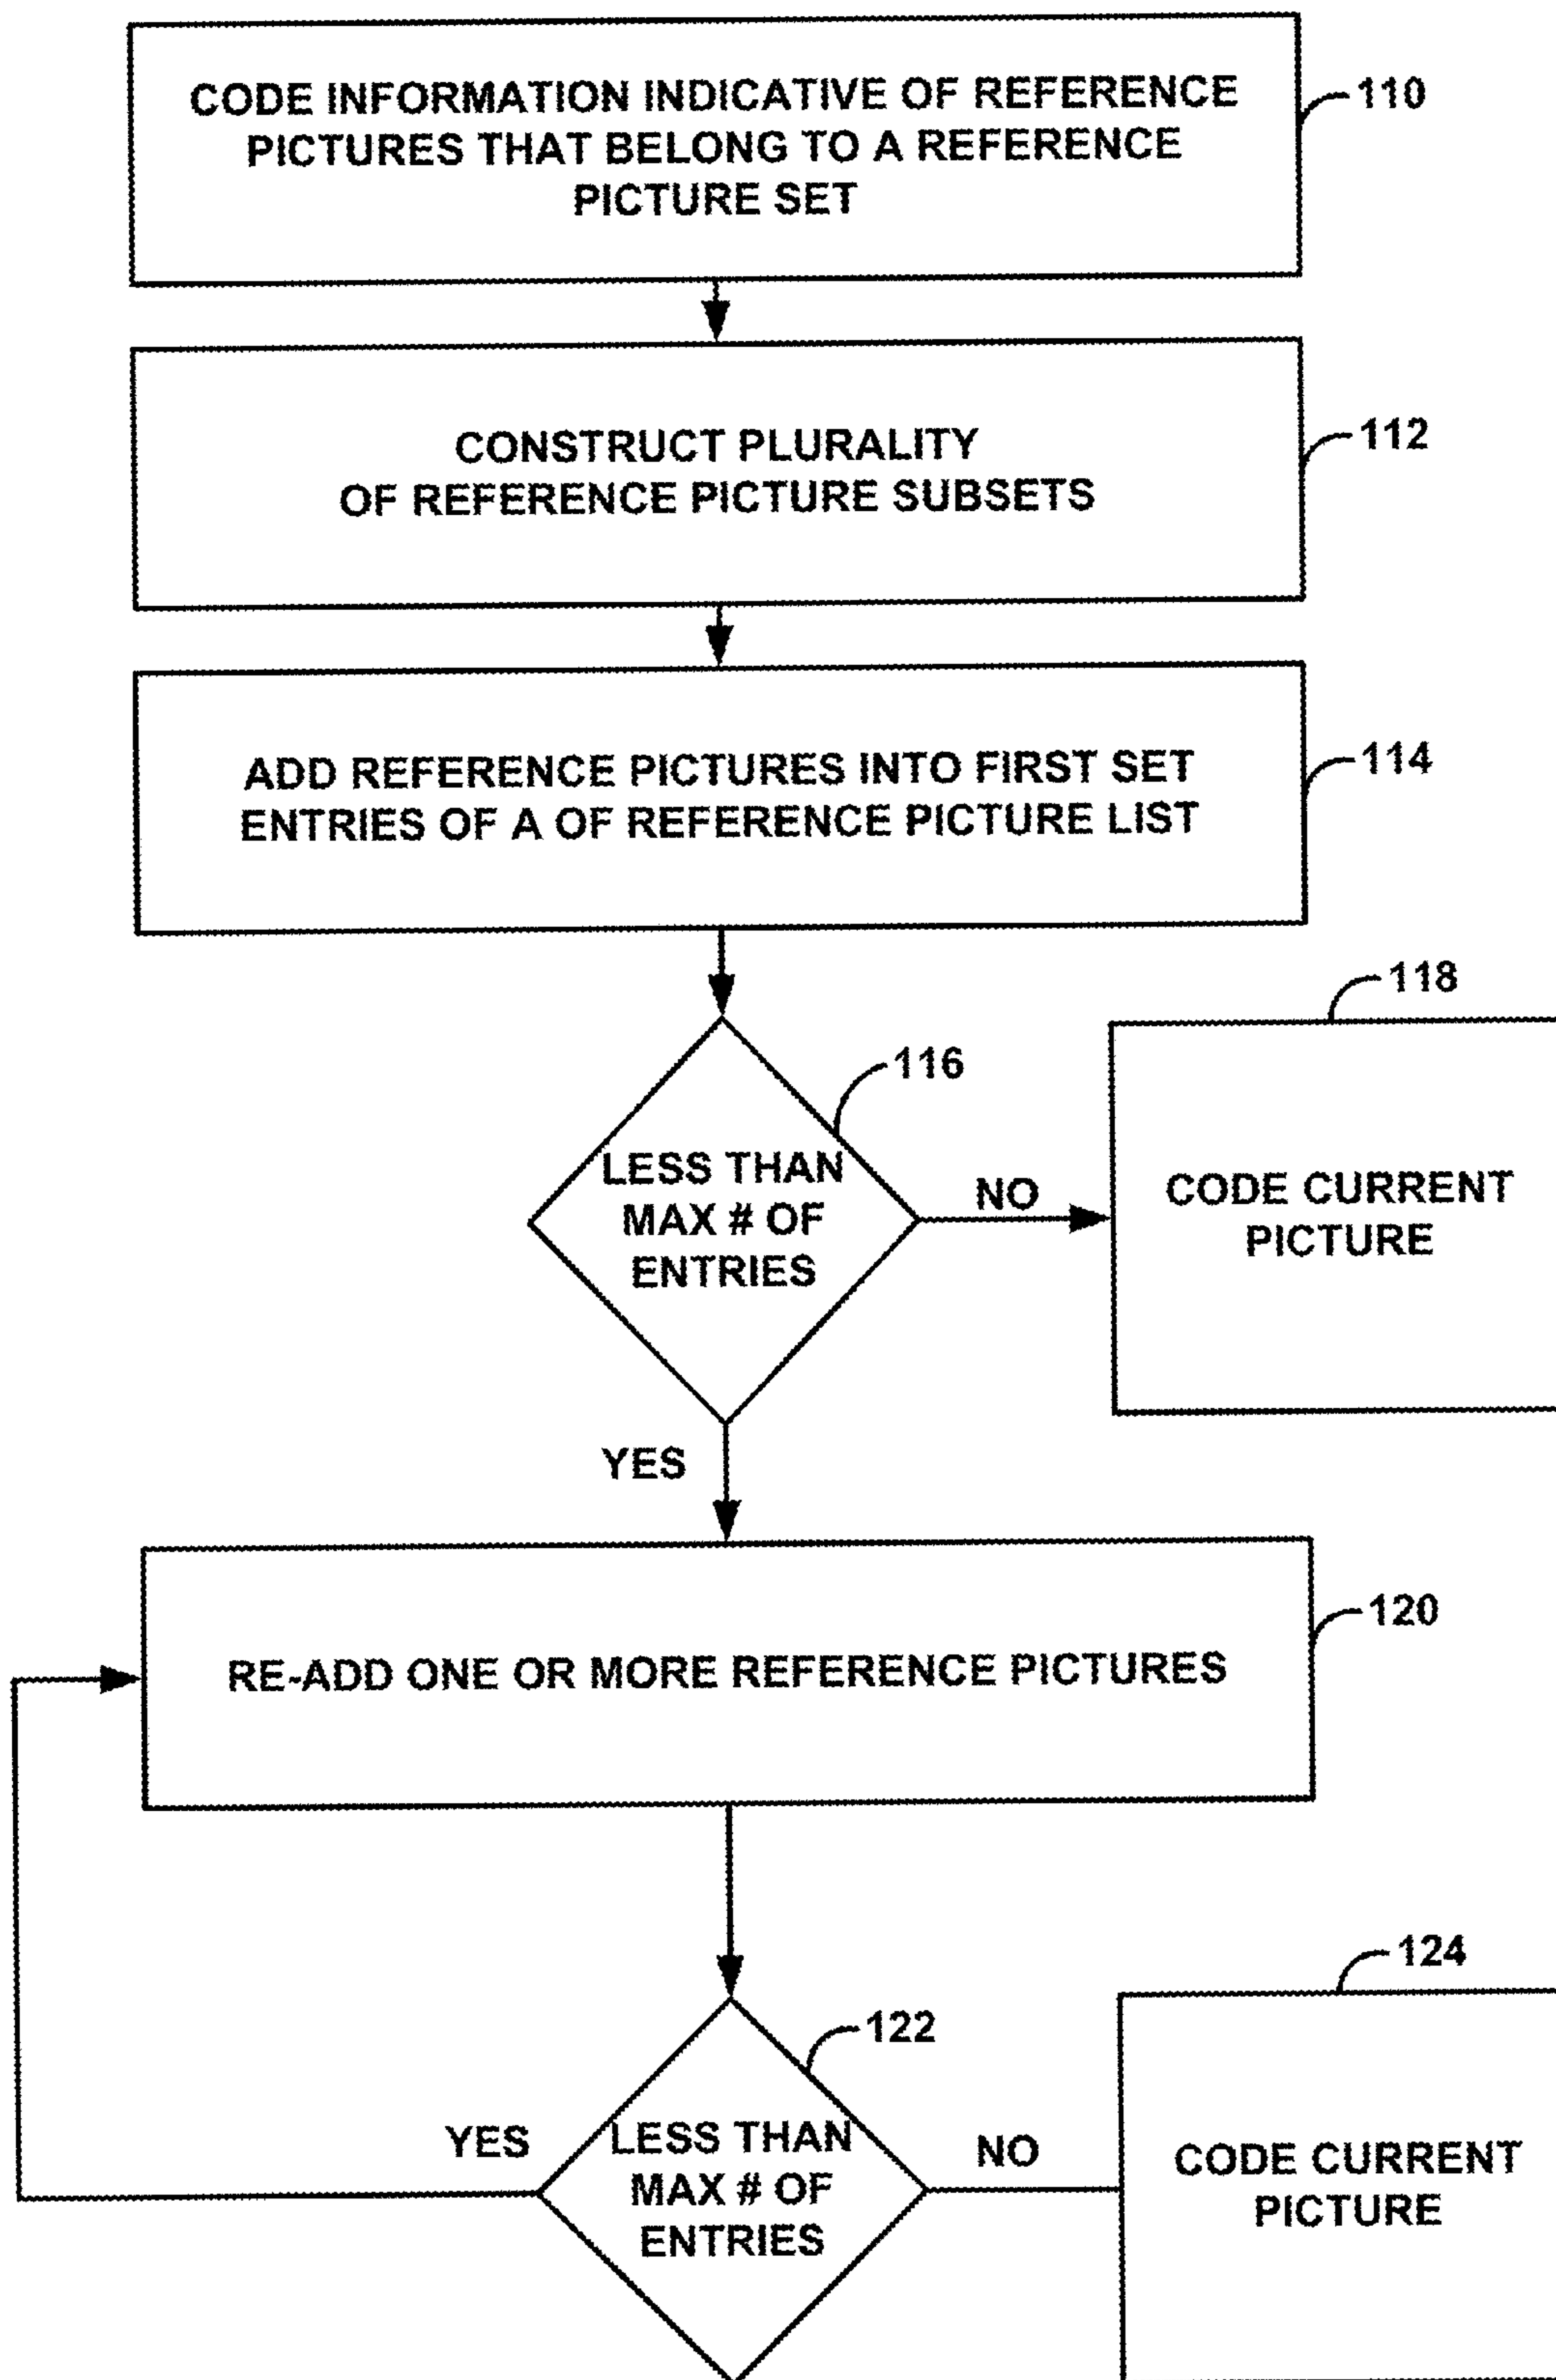 CODE INFORMATION INDICATIVE OF REFERENCE
PICTURES THAT BELONG TO A REFERENCE
PICTURE SET
110
CONSTRUCT PLURALITY
OF REFERENCE PICTURE SUBSETS
112
ADD REFERENCE PICTURES INTO FIRST SET
ENTRIES OF A OF REFERENCE PICTURE LIST
114
118
116
LESS THAN
MAX # OF
ENTRIES
NO
CODE CURRENT
PICTURE
YES
120
RE-ADD ONE OR MORE REFERENCE PICTURES
124
122
YES
LESS THAN
MAX # OF
ENTRIES
NO
CODE CURRENT
PICTURE